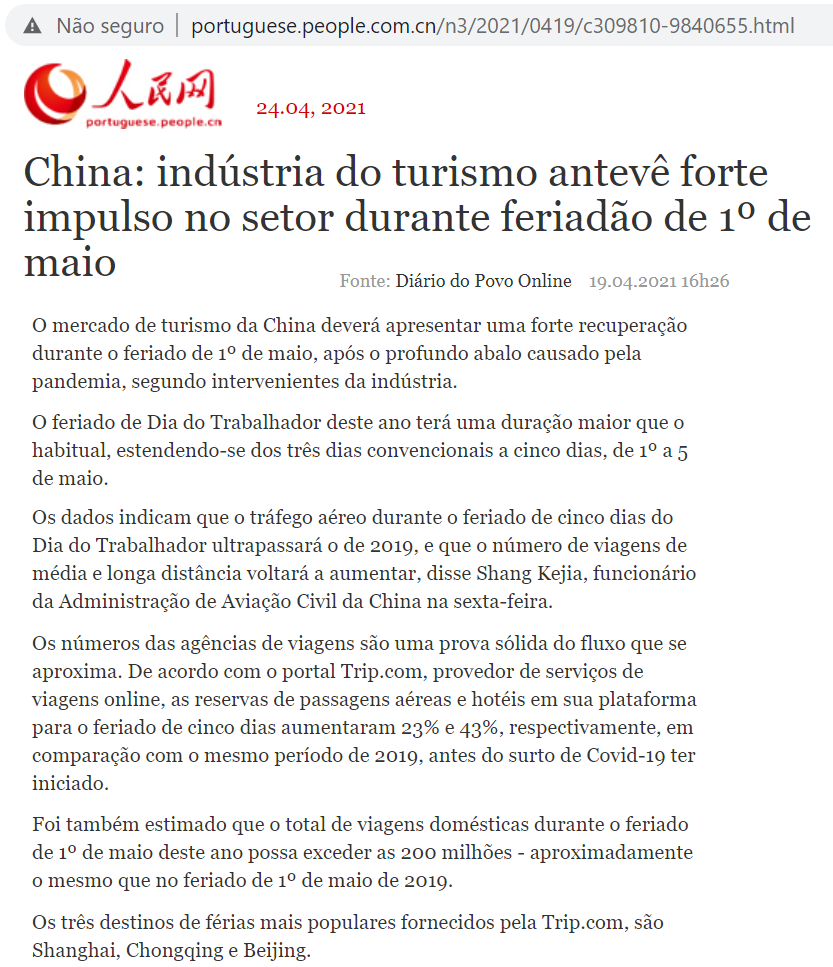 Não seguro | portuguese.people.com.cn/n3/2021/0419/c309810-9840655.html
人民网
portuguese.people.cn
24.04, 2021
China: indústria do turismo antevê forte
impulso no setor durante feriadão de 1º de
maio
Fonte: Diário do Povo Online 19.04.2021 16h26
O mercado de turismo da China deverá apresentar uma forte recuperação
durante o feriado de 1º de maio, após o profundo abalo causado pela
pandemia, segundo intervenientes da indústria.
O feriado de Dia do Trabalhador deste ano terá uma duração maior que o
habitual, estendendo-se dos três dias convencionais a cinco dias, de 1º a 5
de maio.
Os dados indicam que o tráfego aéreo durante o feriado de cinco dias do
Dia do Trabalhador ultrapassará o de 2019, e que o número de viagens de
média e longa distância voltará a aumentar, disse Shang Kejia, funcionário
da Administração de Aviação Civil da China na sexta-feira.
Os números das agências de viagens são uma prova sólida do fluxo que se
aproxima. De acordo com o portal Trip.com, provedor de serviços de
viagens online, as reservas de passagens aéreas e hotéis em sua plataforma
para o feriado de cinco dias aumentaram 23% e 43%, respectivamente, em
comparação com o mesmo período de 2019, antes do surto de Covid-19 ter
iniciado.
Foi também estimado que o total de viagens domésticas durante o feriado
de 1º de maio deste ano possa exceder as 200 milhões - aproximadamente
o mesmo que no feriado de 1º de maio de 2019.
Os três destinos de férias mais populares fornecidos pela Trip.com, são
Shanghai, Chongqing e Beijing.